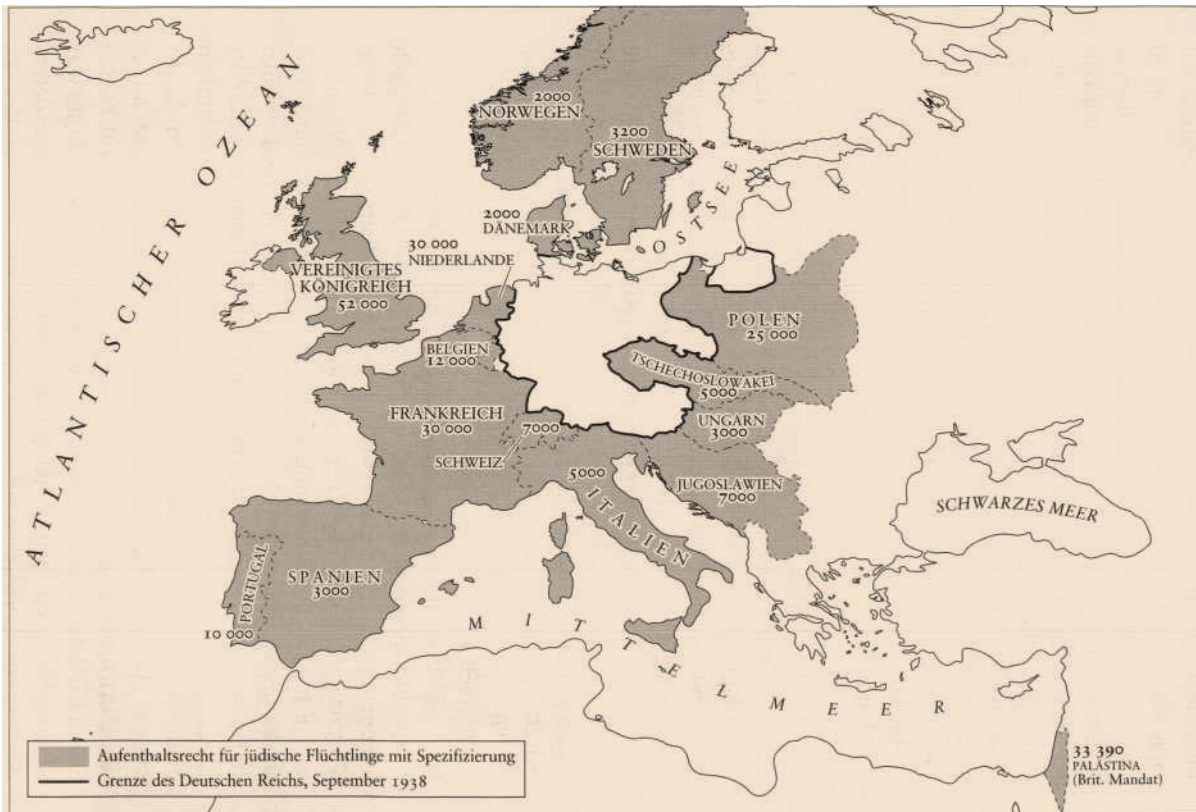 ATLANTISCHER OZEAN
2000
NORWEGEN
3200
SCHWEDEN
2000
DÄNEMARK
OSTSEE
30 000
NIEDERLANDE
VEREINIGTES
KÖNIGREICH
52 000
BELGIEN
12 000
POLEN
25 000
TSCHECHOSLOWAKEI
5000
FRANKREICH
30 000
7000
SCHWEIZ
UNGARN
3000
5000
ITALIEN
JUGOSLAWIEN
7000
SCHWARZES MEER
PORTUGAL
10 000
SPANIEN
3000
MITTELMEER
33 390
PALÄSTINA
(Brit. Mandat)
Aufenthaltsrecht für jüdische Flüchtlinge mit Spezifizierung
Grenze des Deutschen Reichs, September 1938